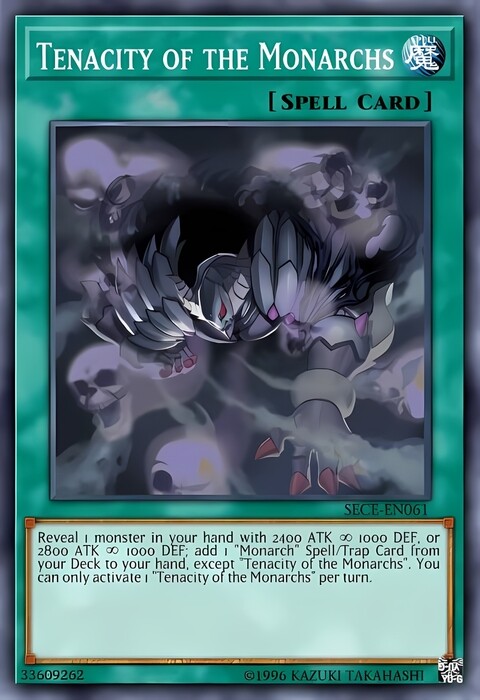 TENACITY OF THE MONARCHS 魔
[SPELL CARD]
SECE-EN061
Reveal 1 monster in your hand with 2400 ATK ∞ 1000 DEF, or
2800 ATK ∞ 1000 DEF; add 1 "Monarch" Spell/Trap Card from
your Deck to your hand, except "Tenacity of the Monarchs". You
can only activate 1 "Tenacity of the Monarchs" per turn.
33609262 ©1996 KAZUKI TAKAHASHI